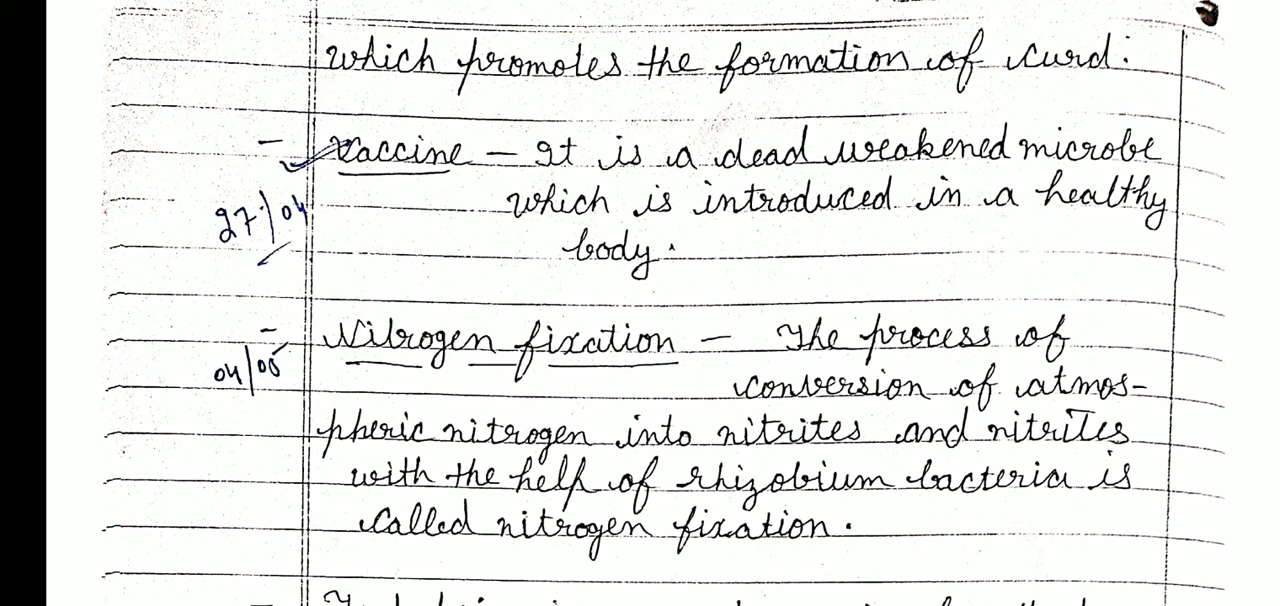 which promotes the formation of curd.
- Vaccine - It is a dead weakened microbe
27/04 which is introduced in a healthy
body.
- Nitrogen fixation - The process of
04/05 conversion of atmos-
pheric nitrogen into nitrites and nitrites
with the help of rhizobium bacteria is
called nitrogen fixation.